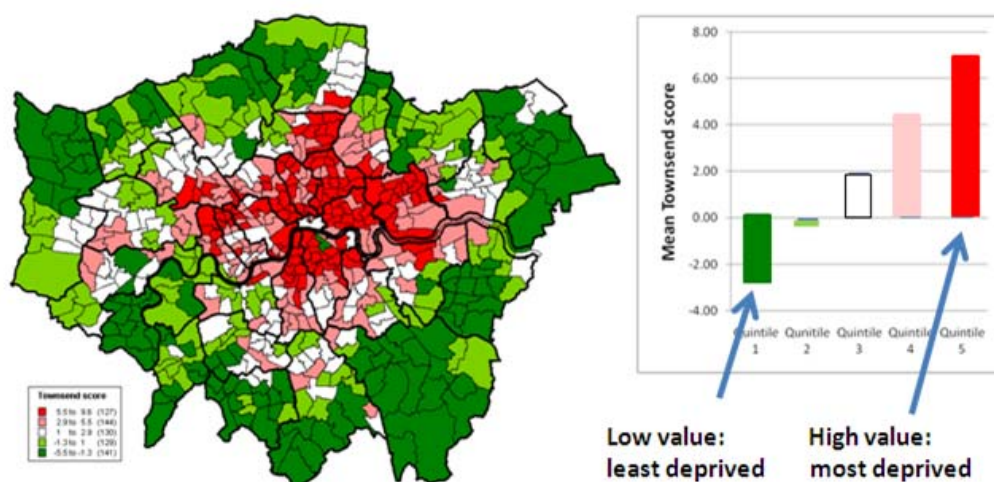 Townsend score
5.5 to 9.6 (127)
2.9 to 5.5 (144)
1 to 2.9 (130)
-1.3 to 1 (129)
-5.5 to -1.3 (141)
Mean Townsend score
8.00
6.00
4.00
2.00
0.00
-2.00
-4.00
Quintile Qunitile Quintile Quintile Quintile
1 2 3 4 5
Low value:
least deprived
High value:
most deprived